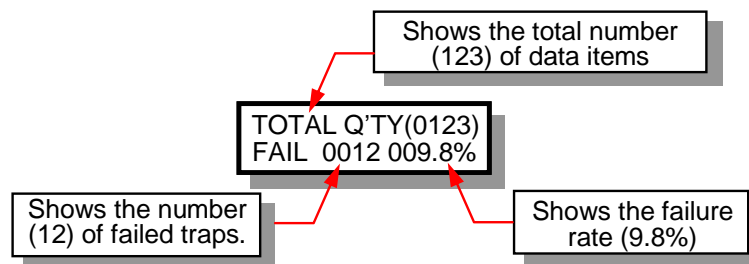 Shows the total number
(123) of data items
TOTAL Q’TY(0123)
FAIL 0012 009.8%
Shows the number
(12) of failed traps.
Shows the failure
rate (9.8%)